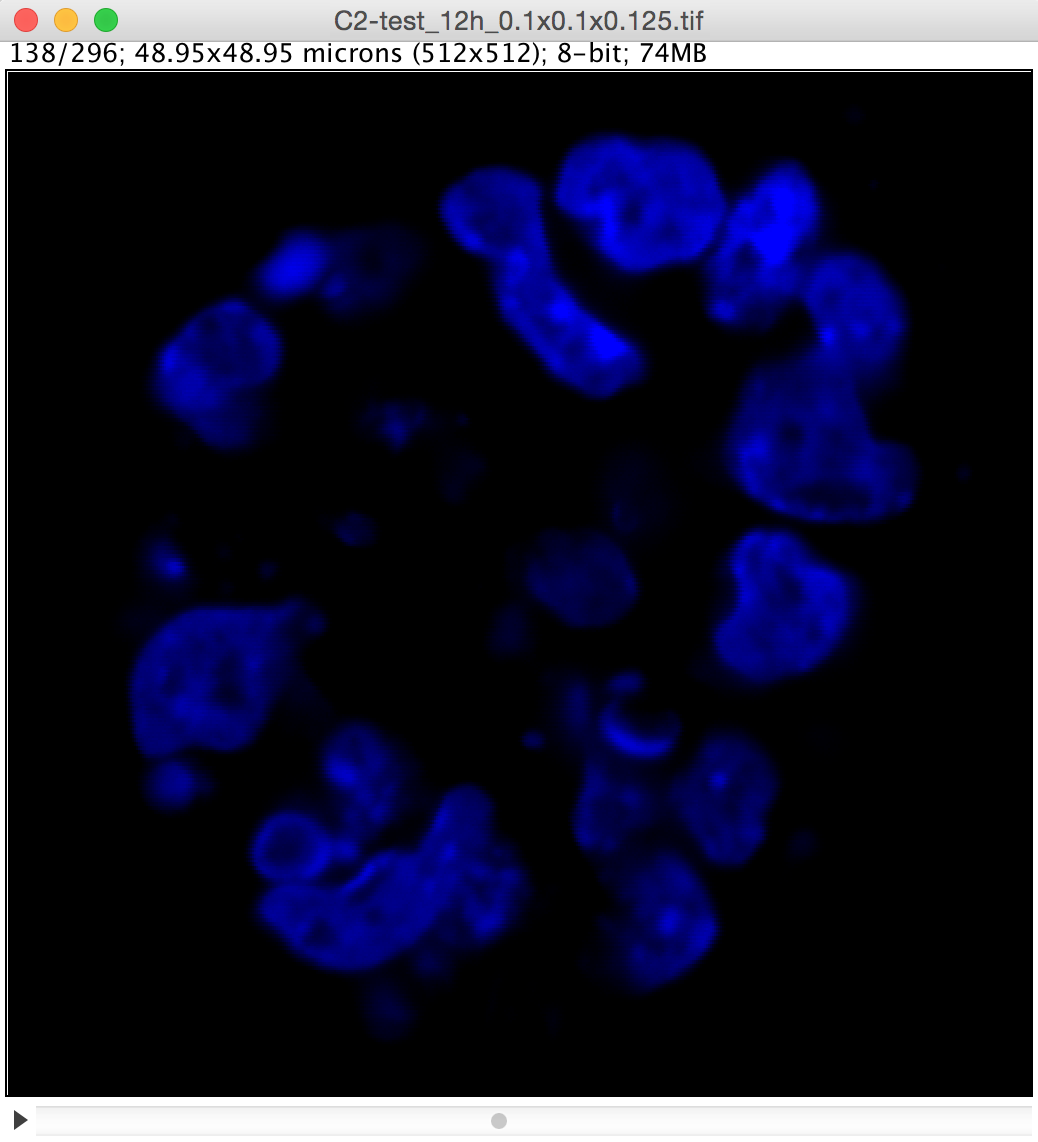 C2-test_12h_0.1x0.1x0.125.tif
138/296; 48.95x48.95 microns (512x512); 8-bit; 74MB